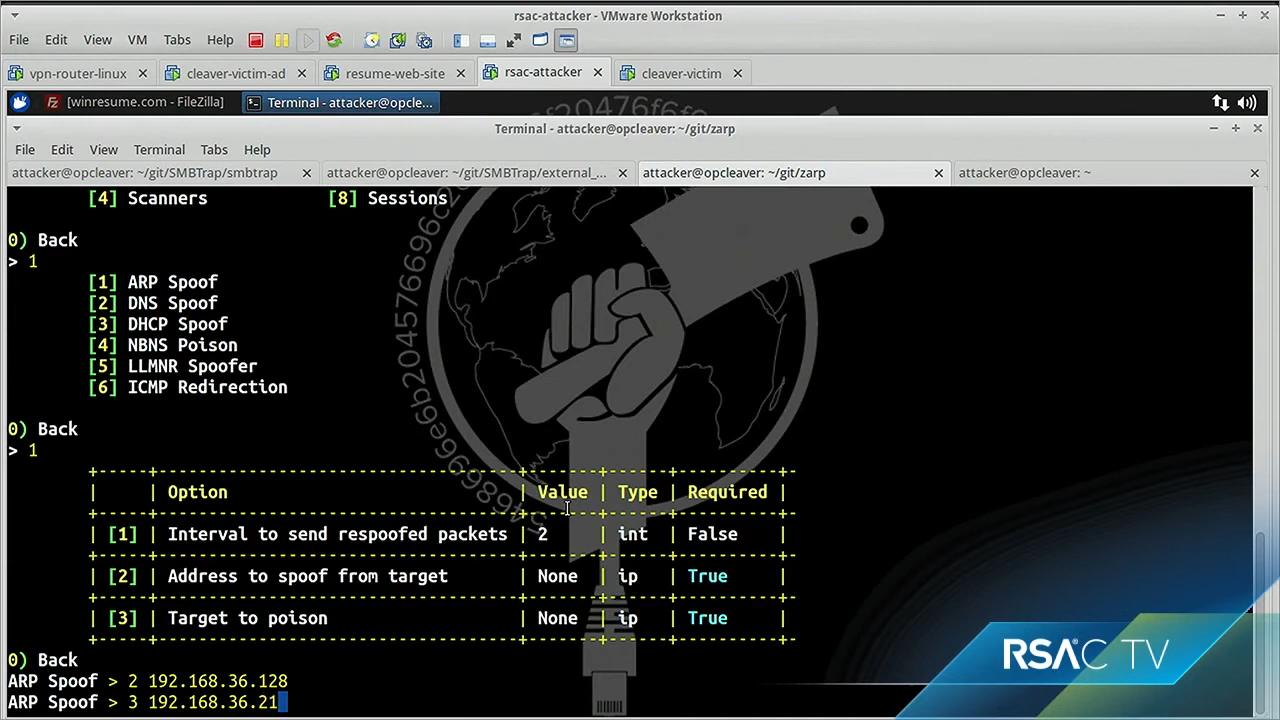 rsac-attacker - VMware Workstation
File Edit View VM Tabs Help
vpn-router-linux cleaver-victim-ad resume-web-site rsac-attacker cleaver-victim
[winresume.com - FileZilla] Terminal - attacker@opcle...
Terminal - attacker@opcleaver: ~/git/zarp
File Edit View Terminal Tabs Help
attacker@opcleaver: ~/git/SMBTrap/smbtrap attacker@opcleaver: ~/git/SMBTrap/external_... attacker@opcleaver: ~/git/zarp attacker@opcleaver: ~
[4] Scanners [8] Sessions
0) Back
> 1
[1] ARP Spoof
[2] DNS Spoof
[3] DHCP Spoof
[4] NBNS Poison
[5] LLMNR Spoofer
[6] ICMP Redirection
0) Back
> 1
| | Option | Value | Type | Required |
| [1] | Interval to send respoofed packets | 2 | int | False |
| [2] | Address to spoof from target | None | ip | True |
| [3] | Target to poison | None | ip | True |
0) Back
ARP Spoof > 2 192.168.36.128
ARP Spoof > 3 192.168.36.21
RSAC TV